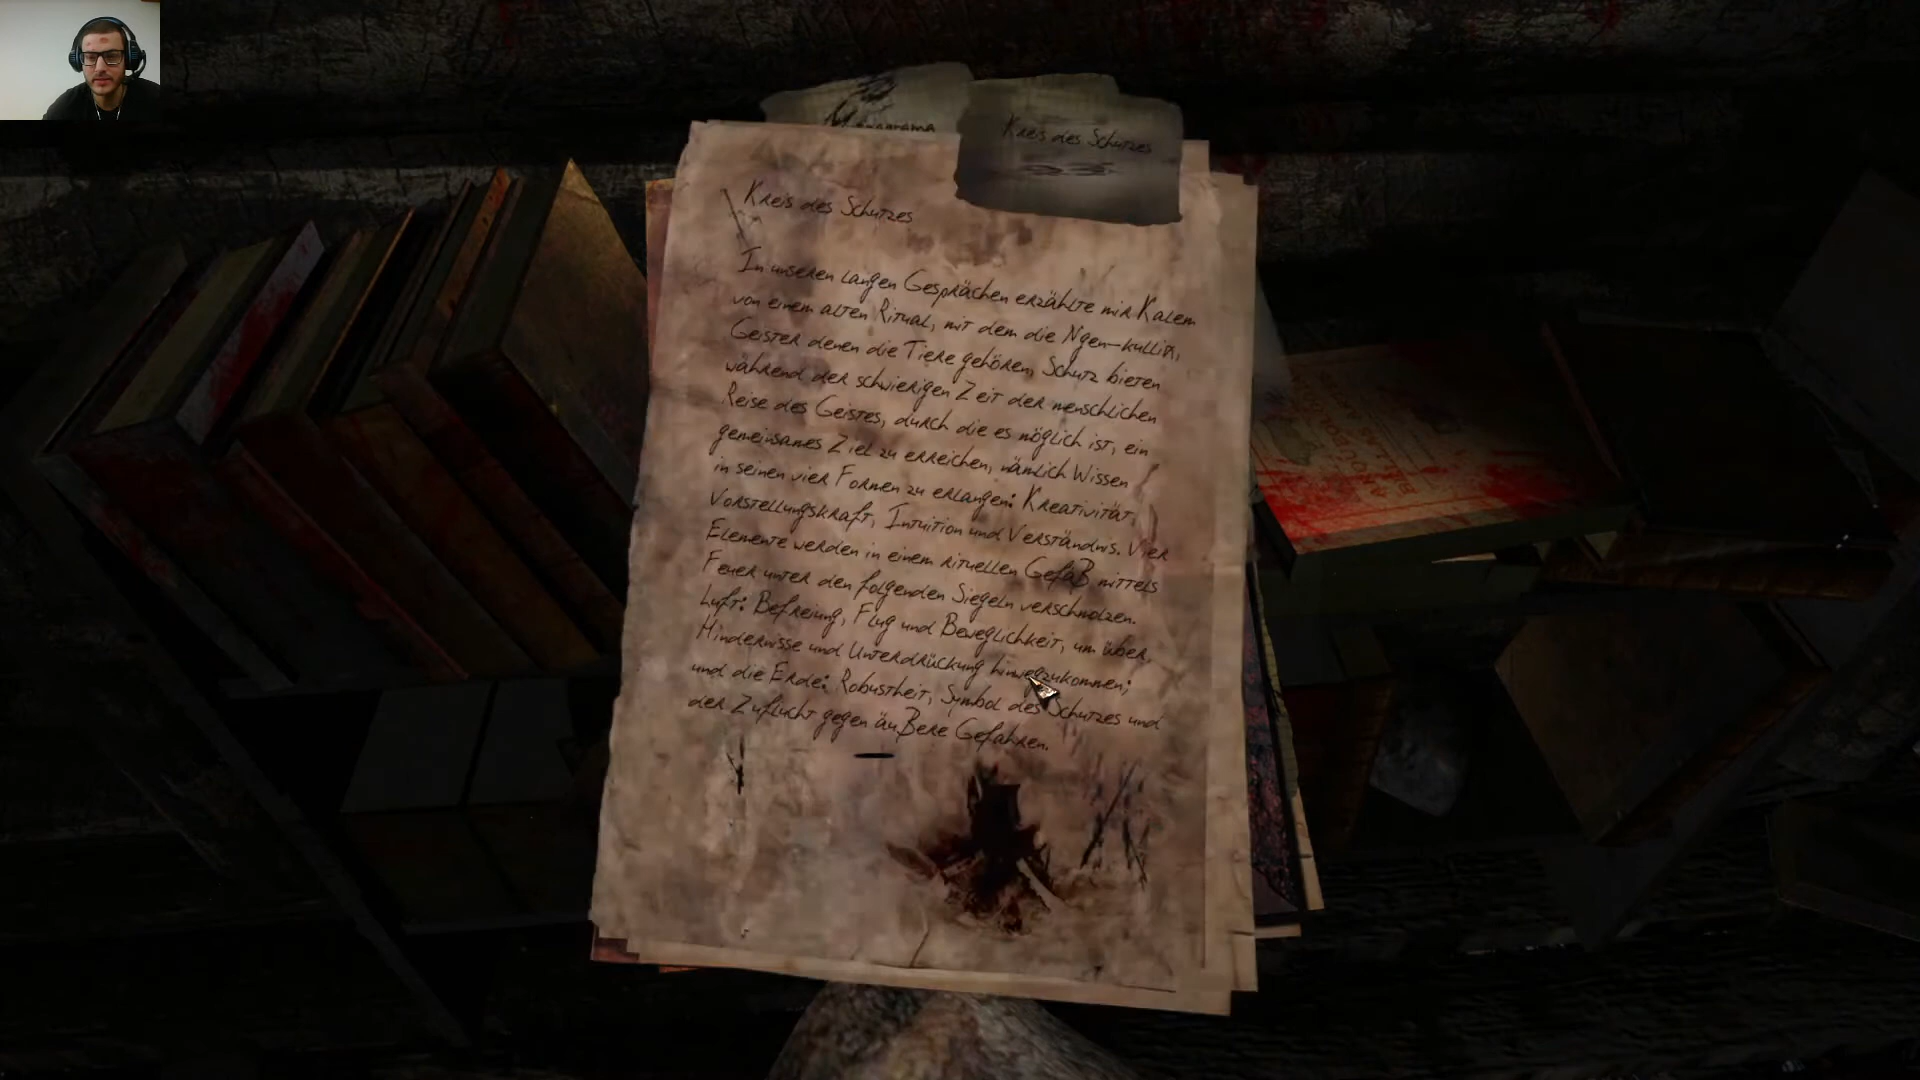 Kreis des Schutzes
Kreis des Schutzes
In unseren langen Gesprächen erzählte mir Kalem
von einem alten Ritual, mit dem die Ngen-kulliñ,
Geister denen die Tiere gehören, Schutz bieten
während der schwierigen Zeit der menschlichen
Reise des Geistes, durch die es möglich ist, ein
gemeinsames Ziel zu erreichen, nämlich Wissen
in seinen vier Formen zu erlangen: Kreativität,
Vorstellungskraft, Intuition und Verständnis. Vier
Elemente werden in einem rituellen Gefäß mittels
Feuer unter den folgenden Siegeln verschmolzen.
Luft: Befreiung, Flug und Beweglichkeit, um über
Hindernisse und Unterdrückung hinwegzukommen;
und die Erde: Robustheit, Symbol des Schutzes und
der Zuflucht gegen äußere Gefahren.